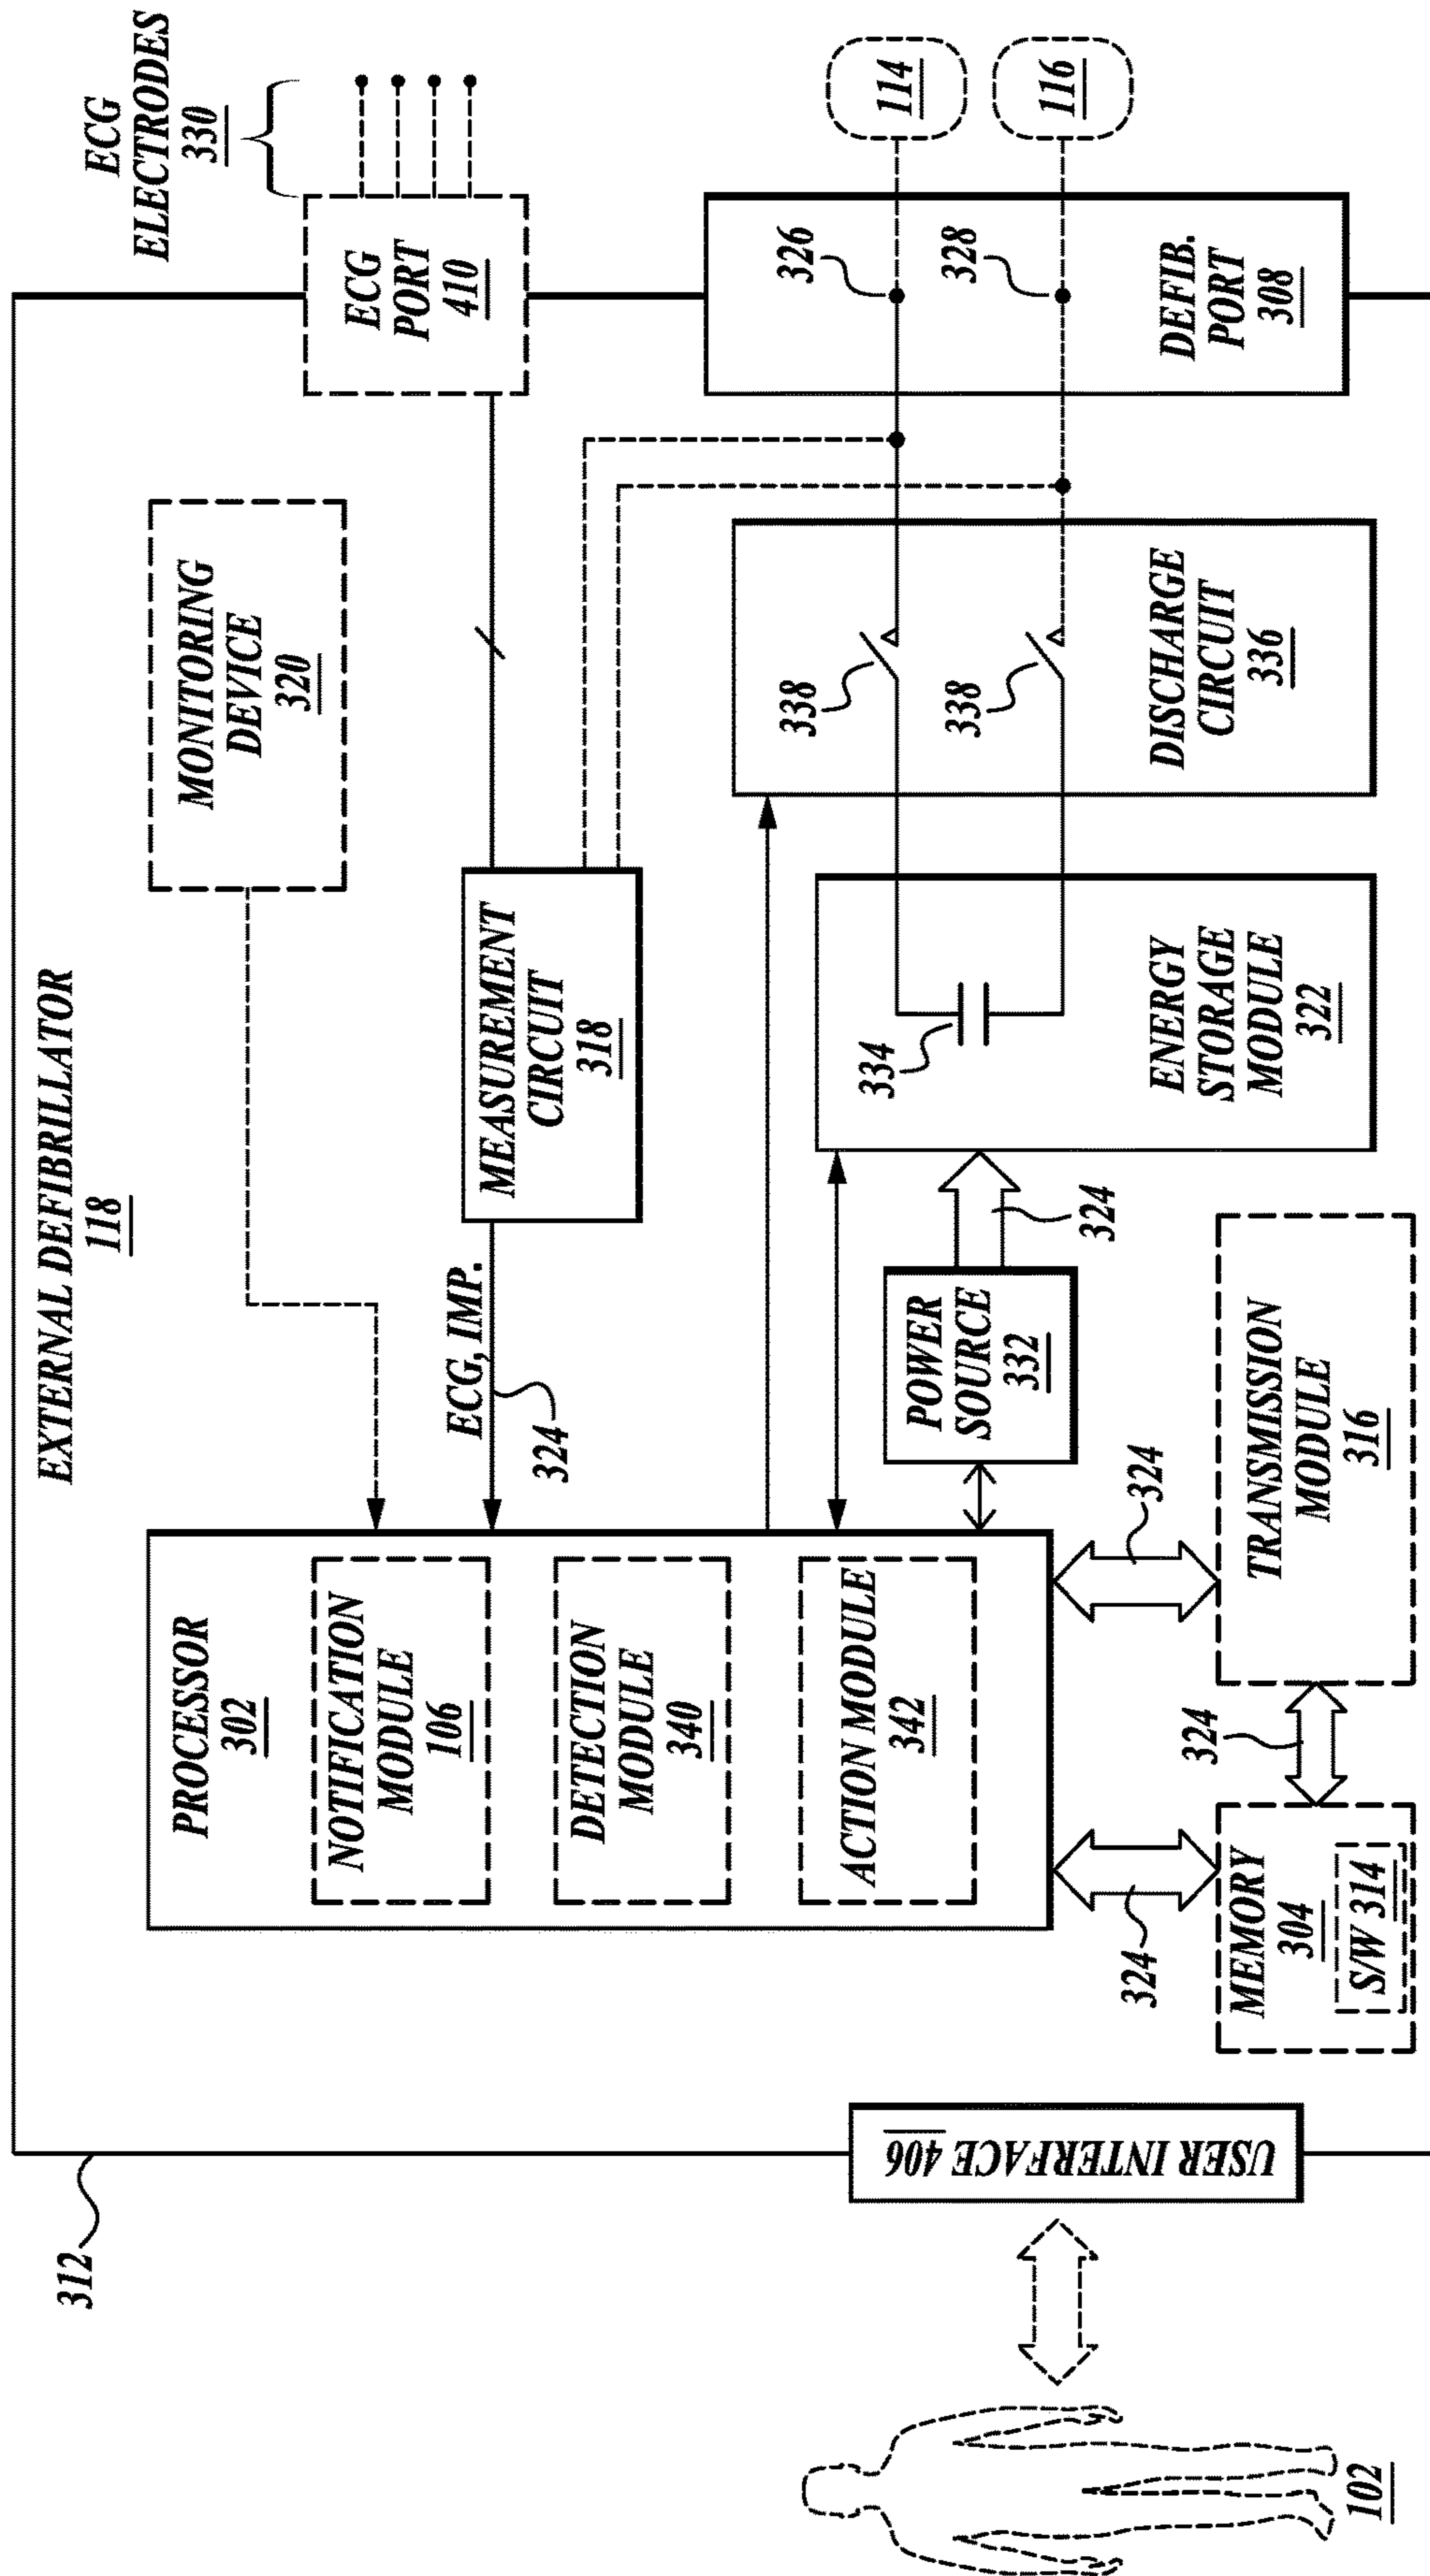 EXTERNAL DEFIBRILLATOR
118
312
ECG
ELECTRODES
330
ECG
PORT
410
MONITORING
DEVICE
320
PROCESSOR
302
NOTIFICATION
MODULE
106
DETECTION
MODULE
340
ACTION MODULE
342
ECG, IMP.
324
MEASUREMENT
CIRCUIT
318
326
328
DEFIB.
PORT
308
114
116
338
338
DISCHARGE
CIRCUIT
336
334
ENERGY
STORAGE
MODULE
322
POWER
SOURCE
332
324
USER INTERFACE 406
102
324
324
324
MEMORY
304
S/W 314
TRANSMISSION
MODULE
316